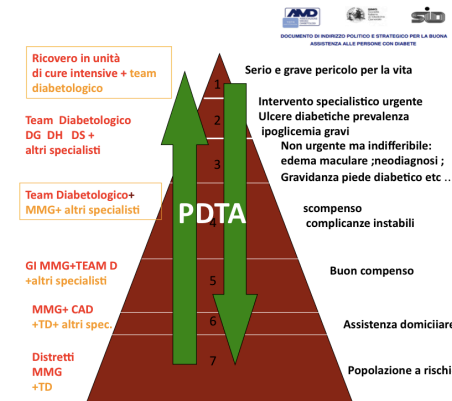 AMD
SID
DOCUMENTO DI INDIRIZZO POLITICO E STRATEGICO PER LA BUONA
ASSISTENZA ALLE PERSONE CON DIABETE
Ricovero in unità
di cure intensive + team
diabetologico
Serio e grave pericolo per la vita
1
Intervento specialistico urgente
Ulcere diabetiche prevalenza
ipoglicemia gravi
Team Diabetologico
DG DH DS +
altri specialisti
2
Non urgente ma indifferibile:
edema maculare ;neodiagnosi ;
Gravidanza piede diabetico etc ..
3
Team Diabetologico+
MMG+ altri specialisti
PDTA
4
scompenso
complicanze instabili
GI MMG+TEAM D
+altri specialisti
5
Buon compenso
MMG+ CAD
+TD+ altri spec.
6
Assistenza domiciiare
Distretti
MMG
+TD
7
Popolazione a rischi